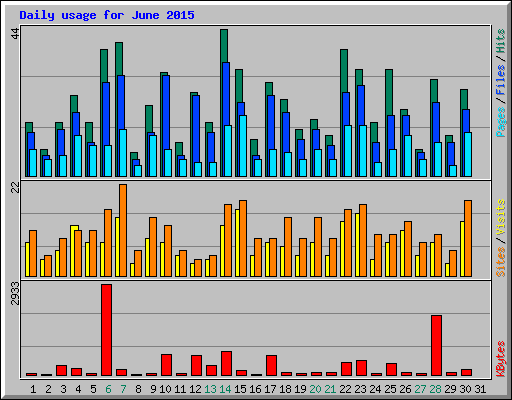 Daily usage for June 2015
44
Pages / Files / Hits
22
Sites / Visits
2933
KBytes
1 2 3 4 5 6 7 8 9 10 11 12 13 14 15 16 17 18 19 20 21 22 23 24 25 26 27 28 29 30 31